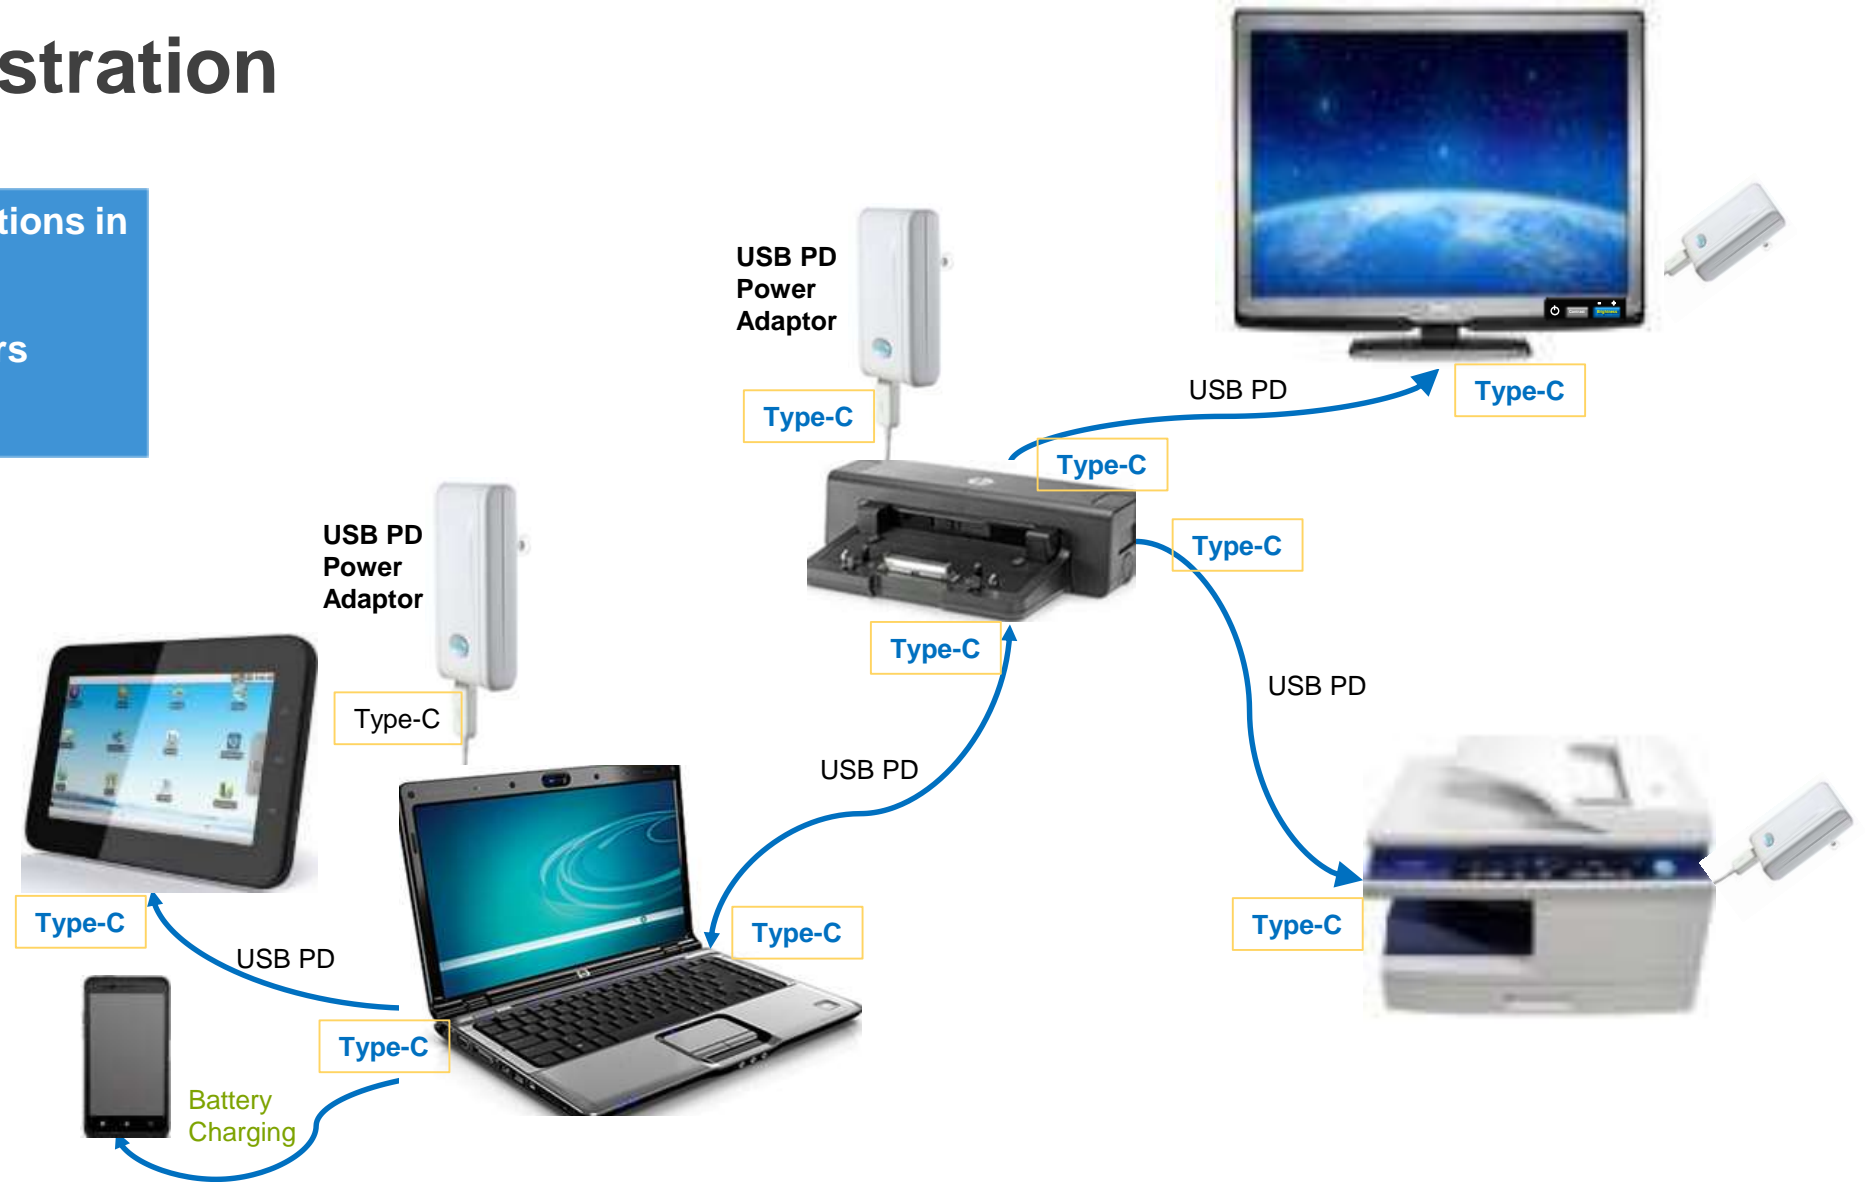 stration
tions in
rs
USB PD
Power
Adaptor
Type-C
USB PD
Type-C
Type-C
USB PD
Power
Adaptor
Type-C
Type-C
Type-C
USB PD
USB PD
Type-C
USB PD
Type-C
Type-C
Type-C
Battery
Charging